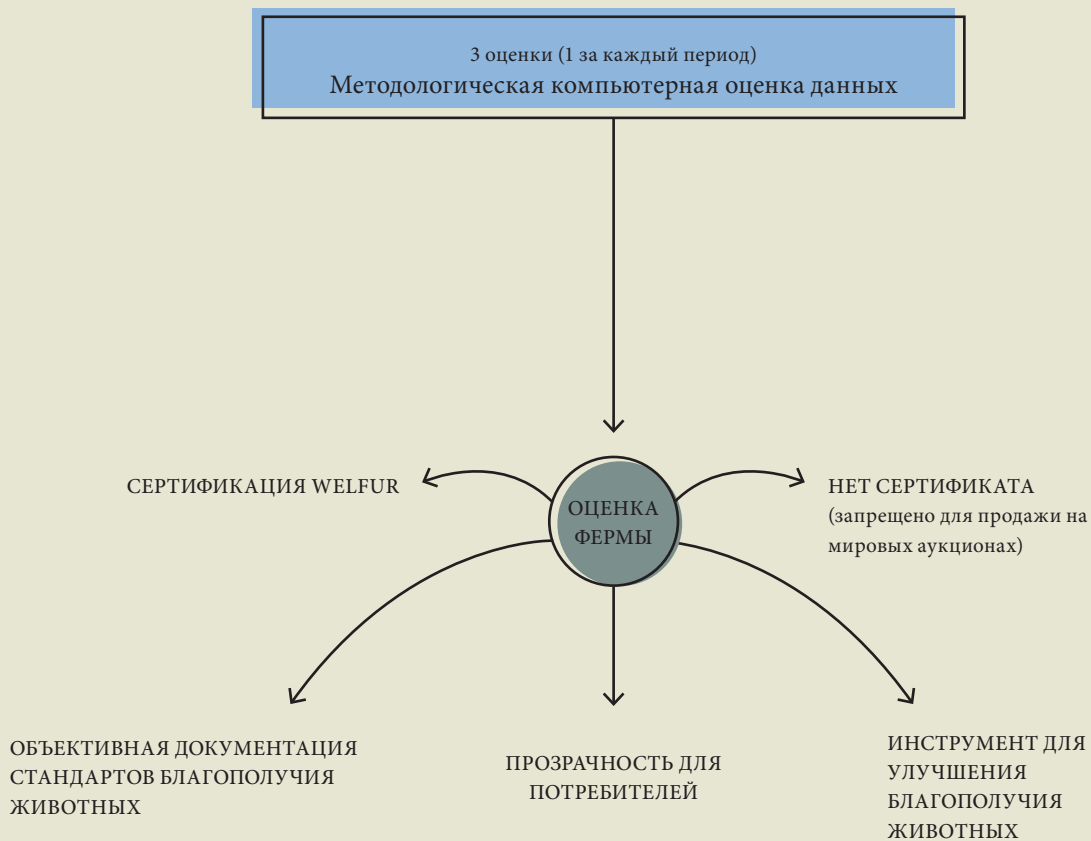 3 оценки (1 за каждый период)
Методологическая компьютерная оценка данных
СЕРТИФИКАЦИЯ WELFUR
ОЦЕНКА
ФЕРМЫ
НЕТ СЕРТИФИКАТА
(запрещено для продажи на
мировых аукционах)
ОБЪЕКТИВНАЯ ДОКУМЕНТАЦИЯ
СТАНДАРТОВ БЛАГОПОЛУЧИЯ
ЖИВОТНЫХ
ПРОЗРАЧНОСТЬ ДЛЯ
ПОТРЕБИТЕЛЕЙ
ИНСТРУМЕНТ ДЛЯ
УЛУЧШЕНИЯ
БЛАГОПОЛУЧИЯ
ЖИВОТНЫХ